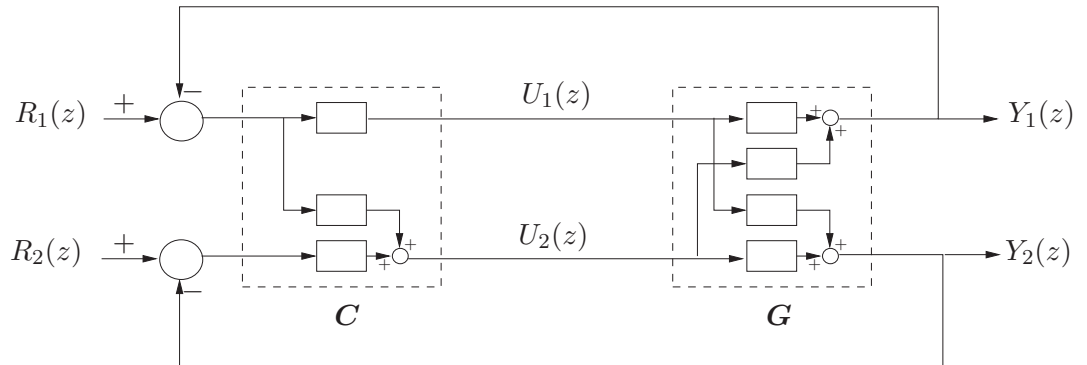 −
R₁(z) + U₁(z) + + Y₁(z)
R₂(z) + + + U₂(z) + + Y₂(z)
−
C G